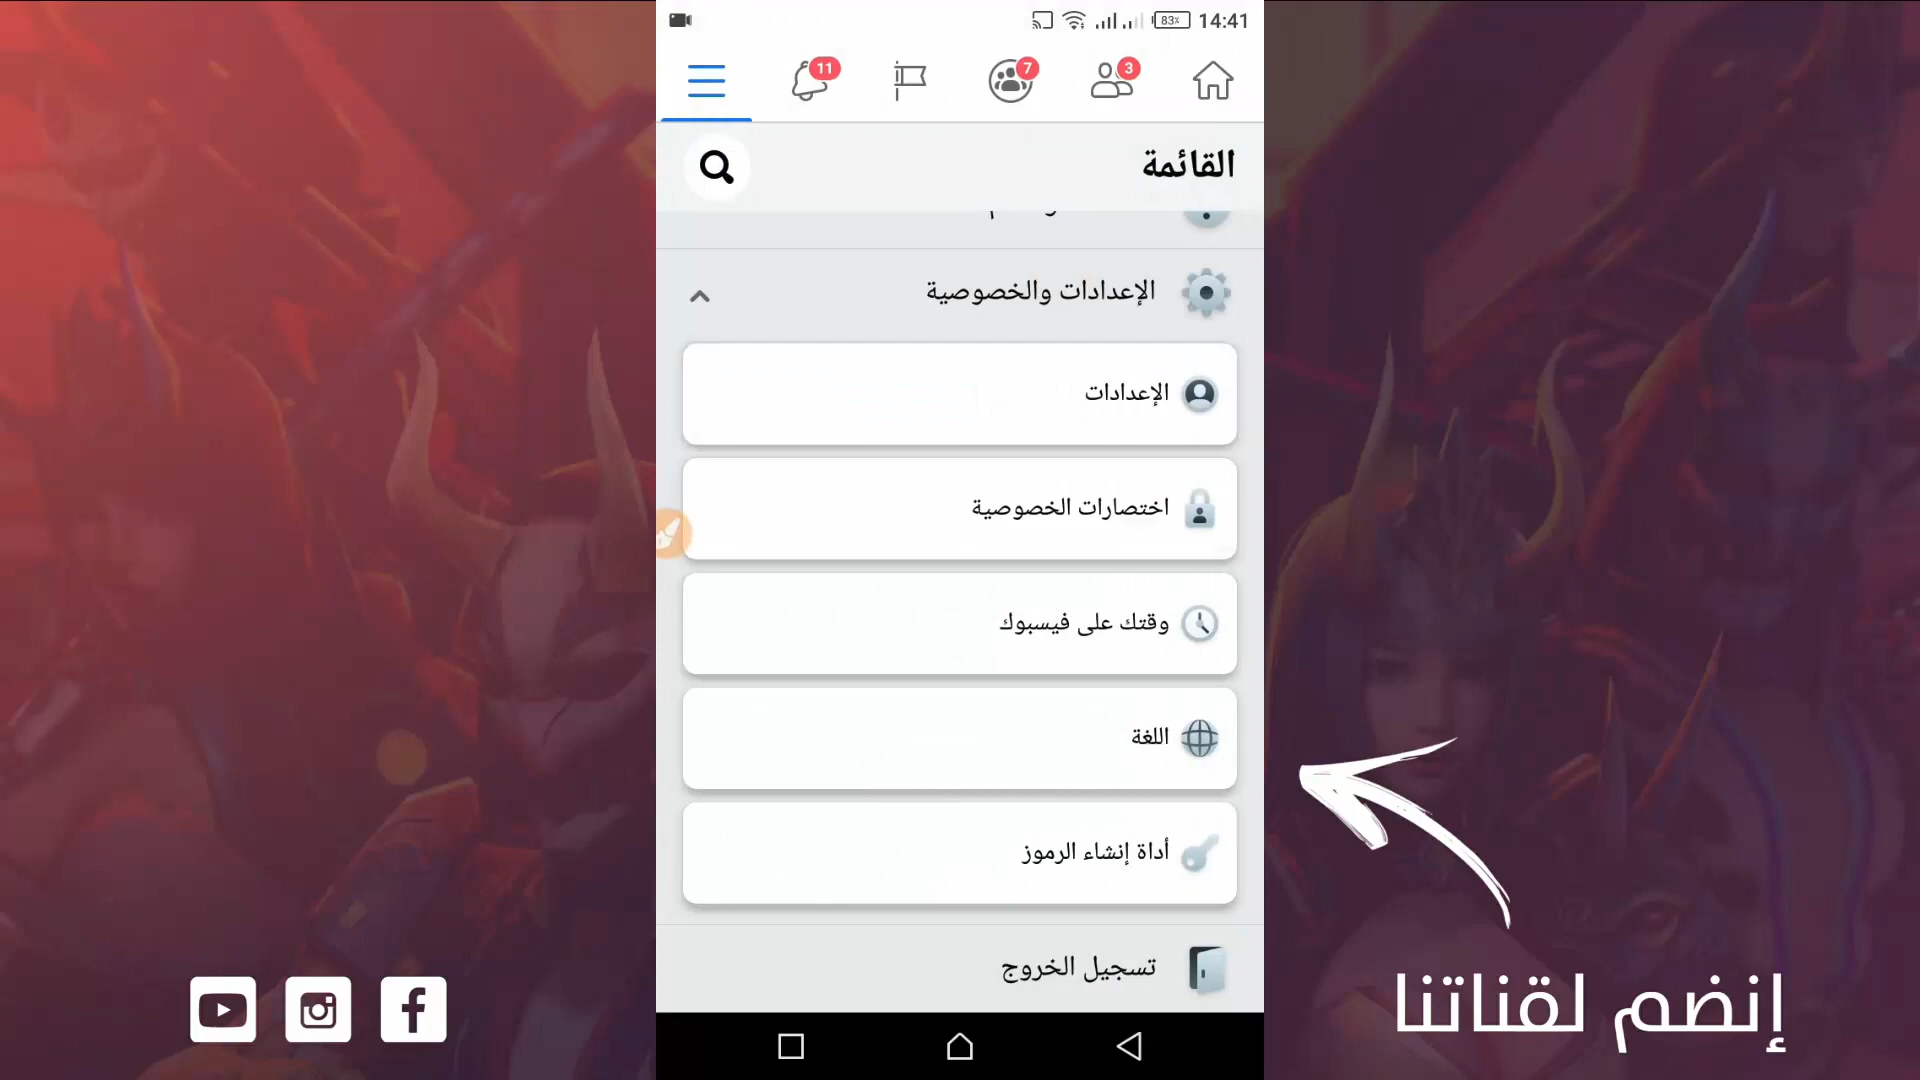 83% 14:41
11 7 3
القائمة
الإعدادات والخصوصية
الإعدادات
اختصارات الخصوصية
وقتك على فيسبوك
اللغة
أداة إنشاء الرموز
تسجيل الخروج
إنضم لقناتنا